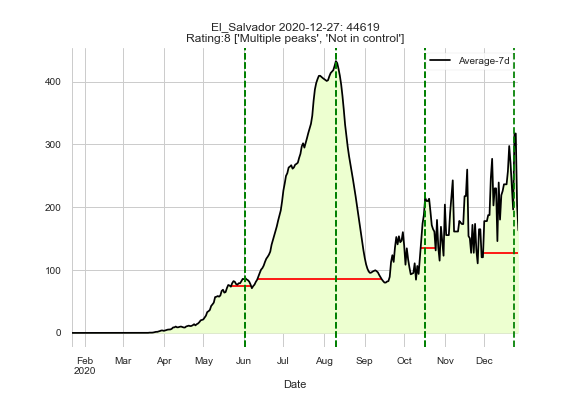 El_Salvador 2020-12-27: 44619
Rating:8 ['Multiple peaks', 'Not in control']
Average-7d
400
300
200
100
0
Feb Mar Apr May Jun Jul Aug Sep Oct Nov Dec
2020
Date